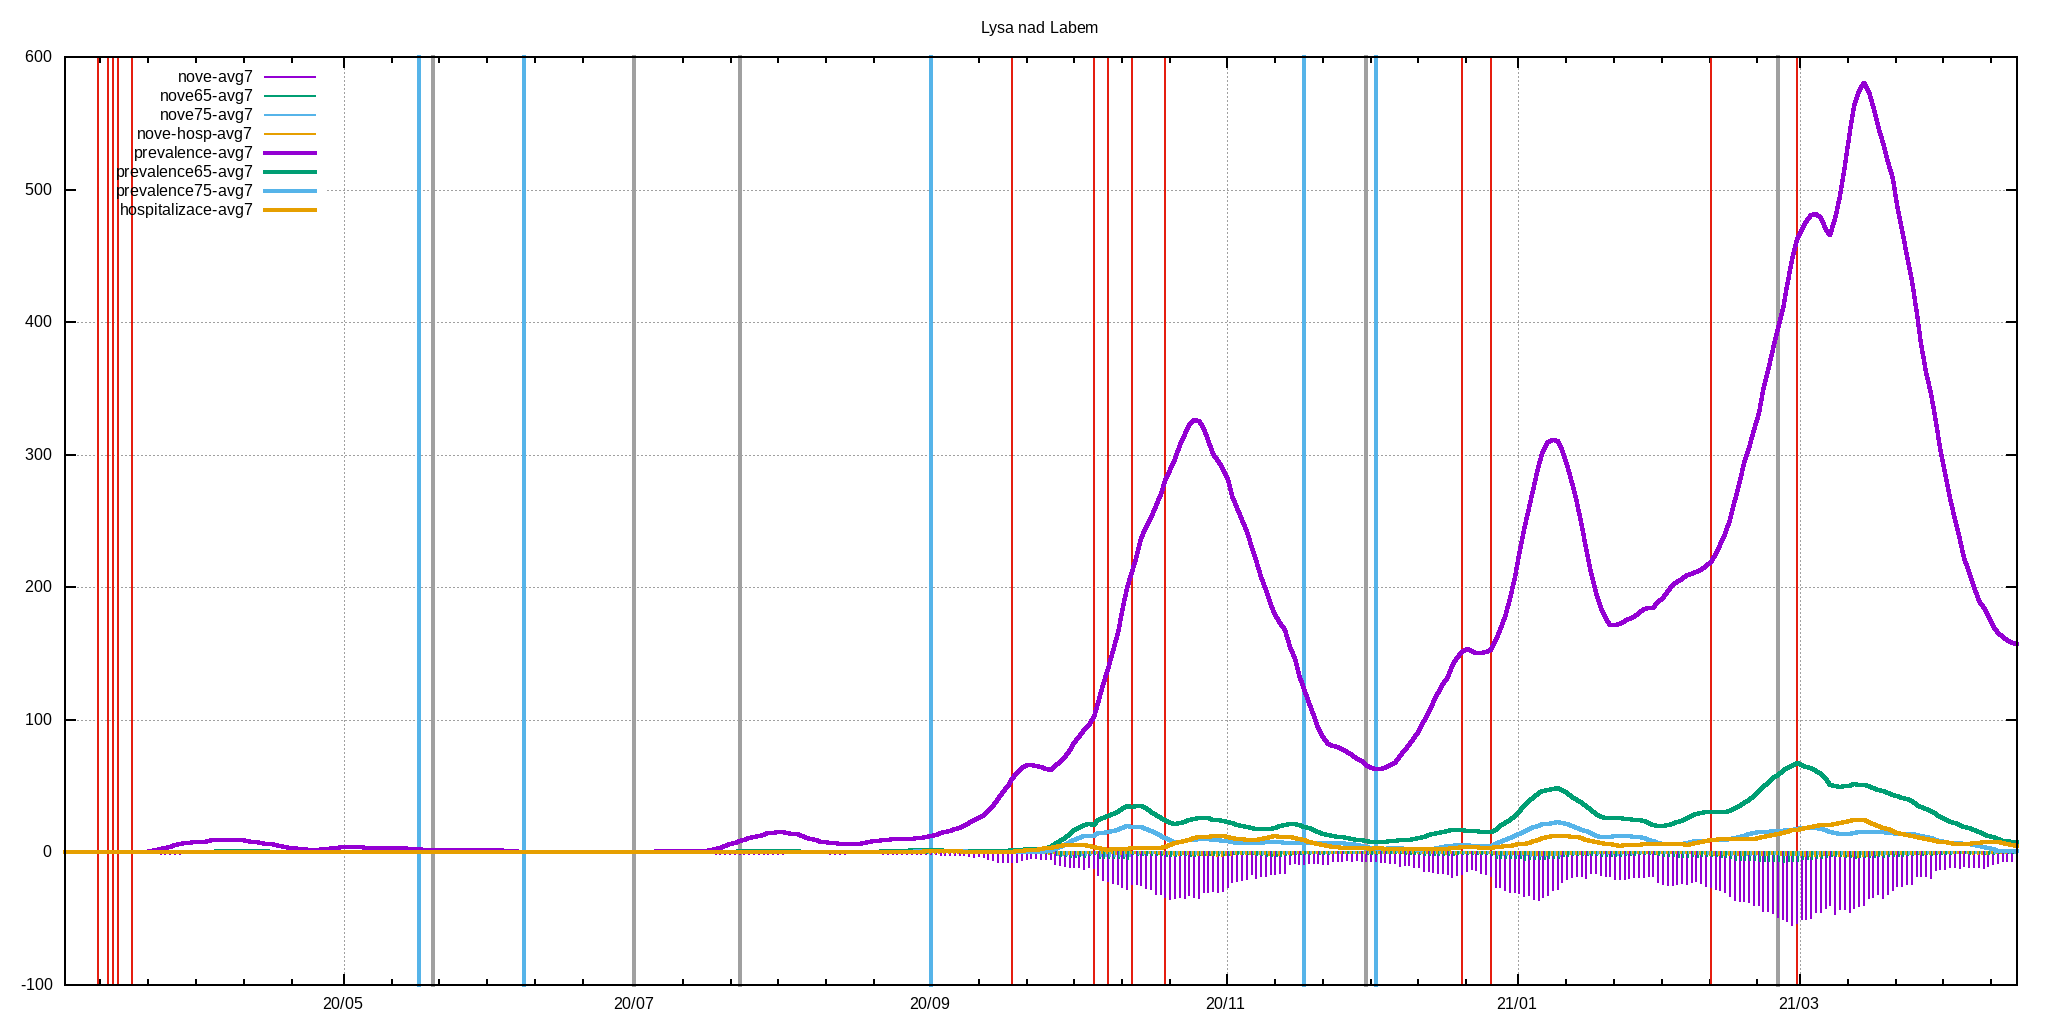 Lysa nad Labem
600
500
400
300
200
100
0
-100
nove-avg7
nove65-avg7
nove75-avg7
nove-hosp-avg7
prevalence-avg7
prevalence65-avg7
prevalence75-avg7
hospitalizace-avg7
20/05 20/07 20/09 20/11 21/01 21/03